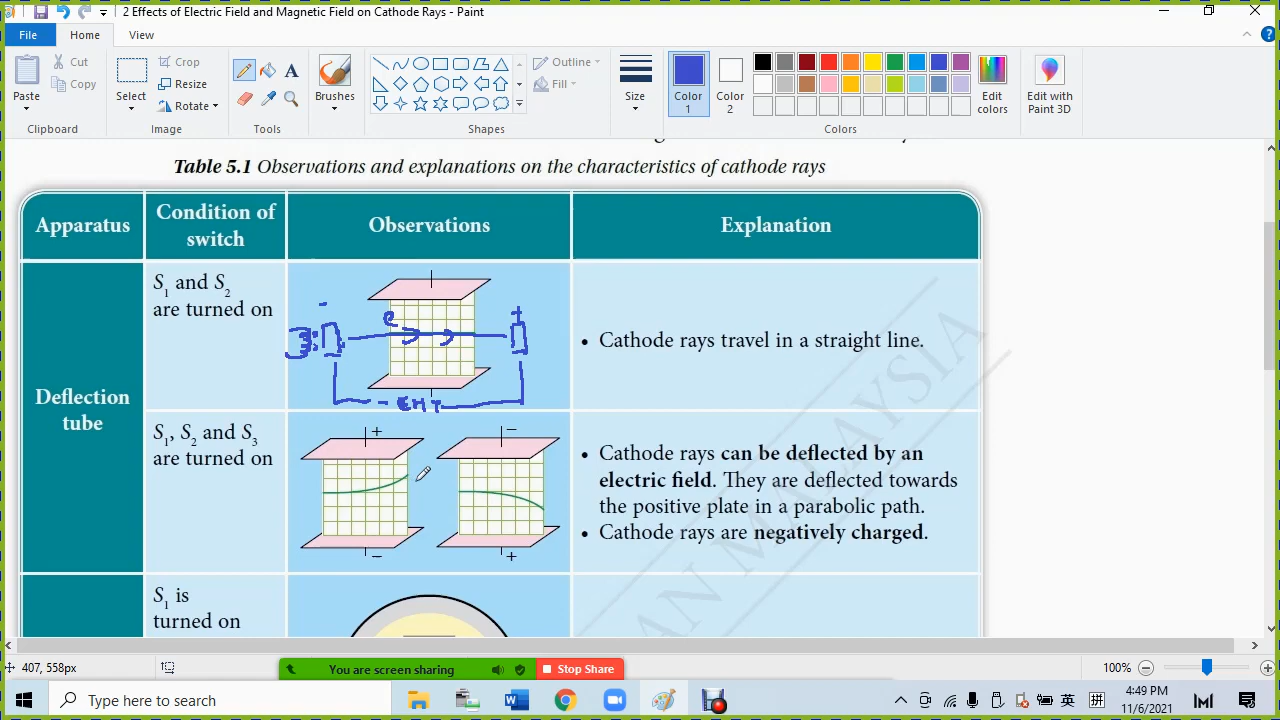 2 Effects of Electric Field and Magnetic Field on Cathode Rays - Paint
File Home View
Paste
Cut
Copy
Clipboard
Select
Crop
Resize
Rotate
Image
A
Tools
Brushes
Outline
Fill
Shapes
Size
Color 1
Color 2
Colors
Edit colors
Edit with Paint 3D
Table 5.1 Observations and explanations on the characteristics of cathode rays
Apparatus
Condition of switch
Observations
Explanation
Deflection tube
S1 and S2
are turned on
- e +
EHT
• Cathode rays travel in a straight line.
S1, S2 and S3
are turned on
+ −
− +
• Cathode rays can be deflected by an
electric field. They are deflected towards
the positive plate in a parabolic path.
• Cathode rays are negatively charged.
S1 is
turned on
AN MALAYSIA
407, 558px
100%
You are screen sharing
Stop Share
Type here to search
英
拼
4:49 PM
11/6/2021